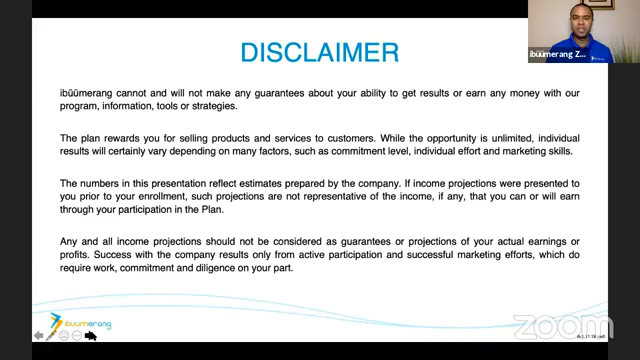 DISCLAIMER
ibüümerang Z...
ibüümerang cannot and will not make any guarantees about your ability to get results or earn any money with our
program, information, tools or strategies.
The plan rewards you for selling products and services to customers. While the opportunity is unlimited, individual
results will certainly vary depending on many factors, such as commitment level, individual effort and marketing skills.
The numbers in this presentation reflect estimates prepared by the company. If income projections were presented to
you prior to your enrollment, such projections are not representative of the income, if any, that you can or will earn
through your participation in the Plan.
Any and all income projections should not be considered as guarantees or projections of your actual earnings or
profits. Success with the company results only from active participation and successful marketing efforts, which do
require work, commitment and diligence on your part.
ibüümerang
zoom